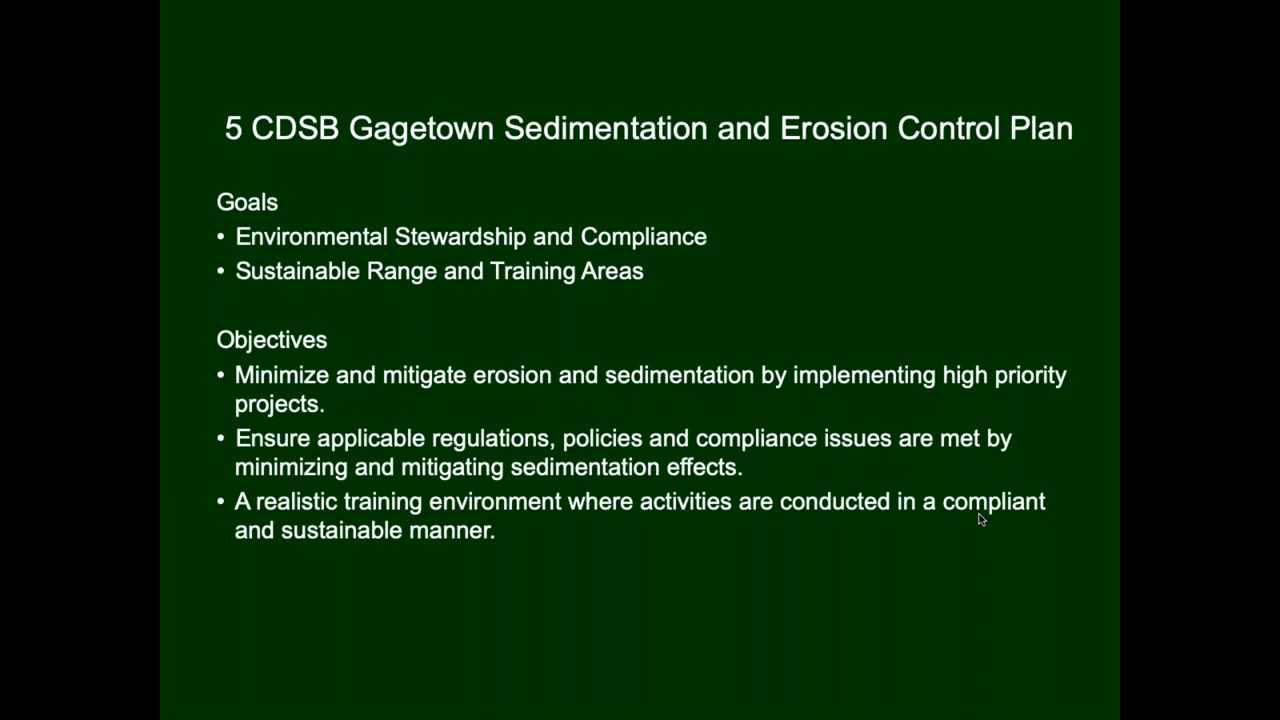 5 CDSB Gagetown Sedimentation and Erosion Control Plan
Goals
• Environmental Stewardship and Compliance
• Sustainable Range and Training Areas
Objectives
• Minimize and mitigate erosion and sedimentation by implementing high priority
projects.
• Ensure applicable regulations, policies and compliance issues are met by
minimizing and mitigating sedimentation effects.
• A realistic training environment where activities are conducted in a compliant
and sustainable manner.